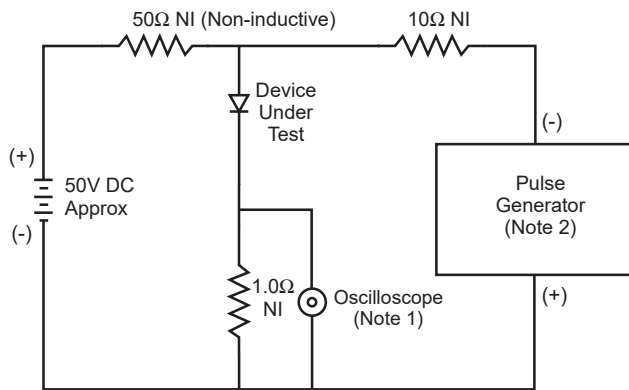 50Ω NI (Non-inductive)
10Ω NI
Device
Under
Test
(+)
50V DC
Approx
(-)
(-)
Pulse
Generator
(Note 2)
(+)
1.0Ω
NI
Oscilloscope
(Note 1)